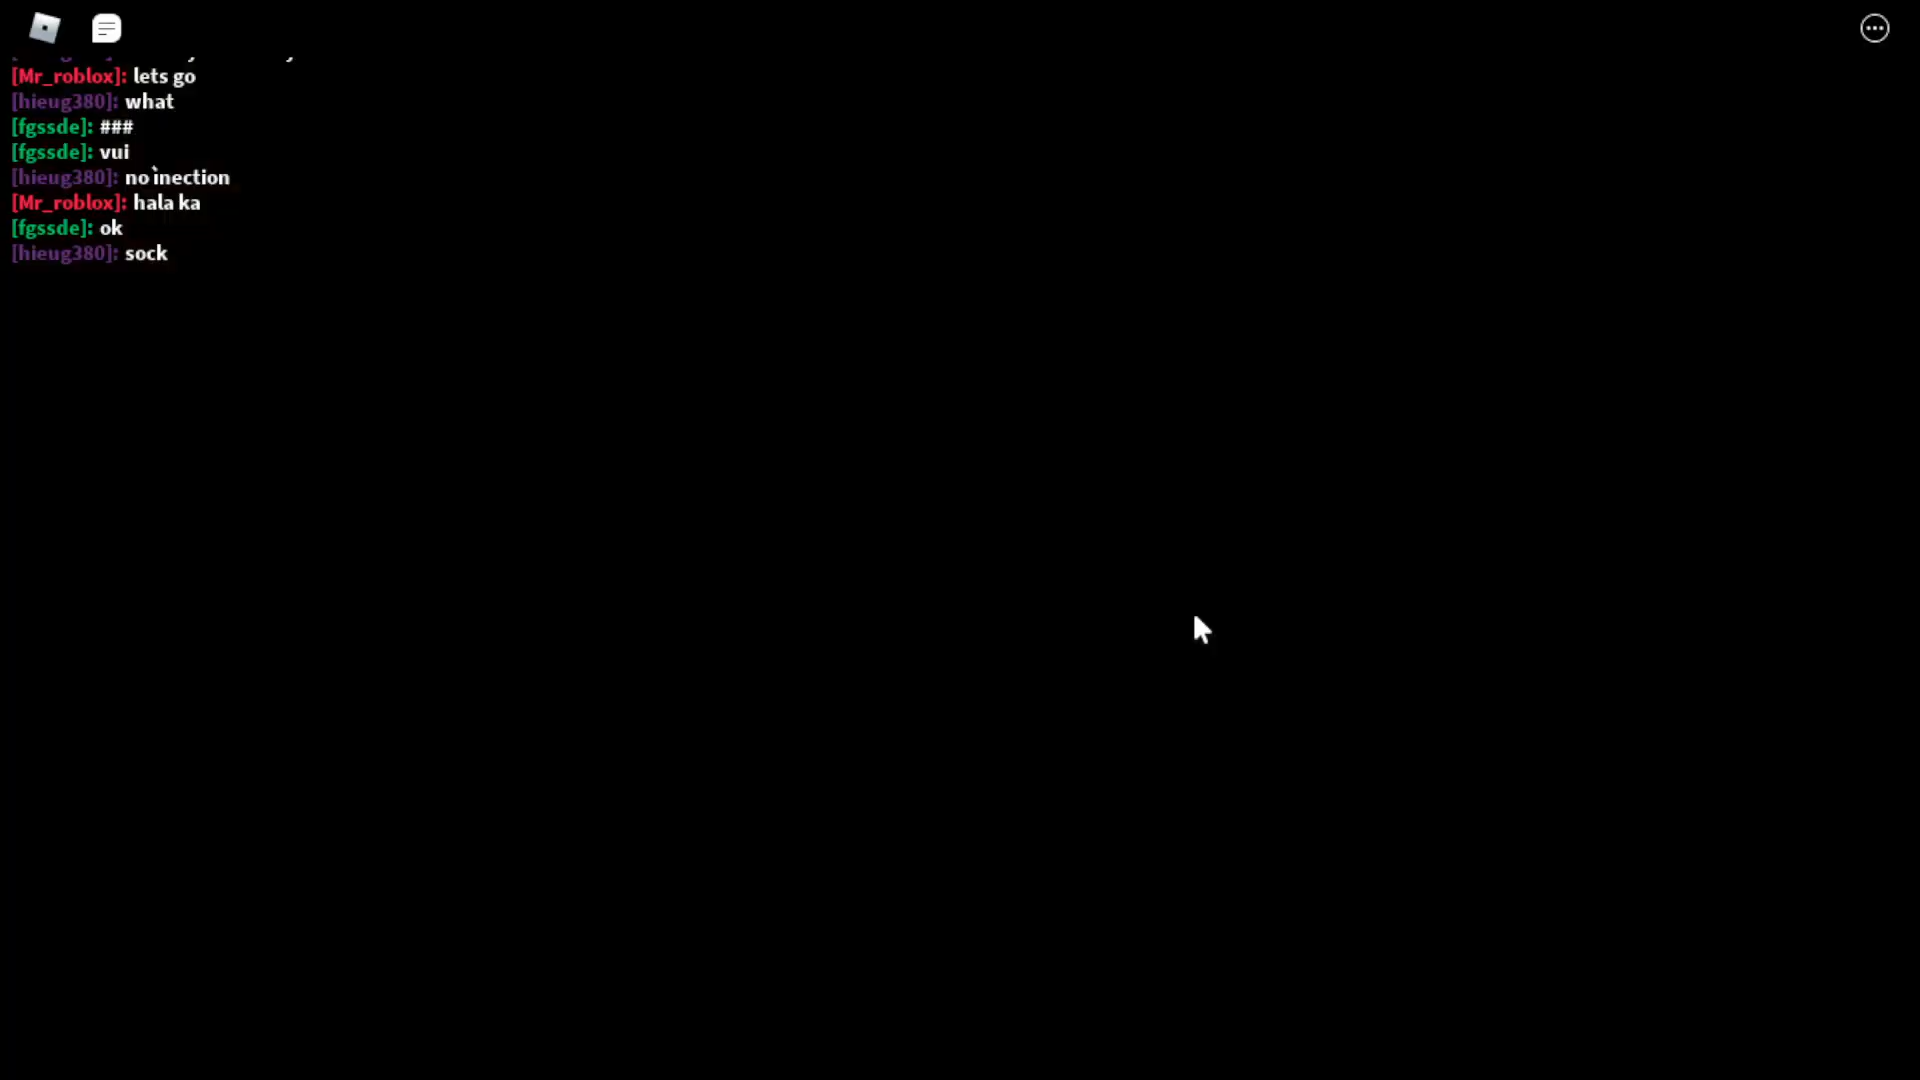 [Mr_roblox]: lets go
[hieug380]: what
[fgssde]: ###
[fgssde]: vui
[hieug380]: no ̀inection
[Mr_roblox]: hala ka
[fgssde]: ok
[hieug380]: sock